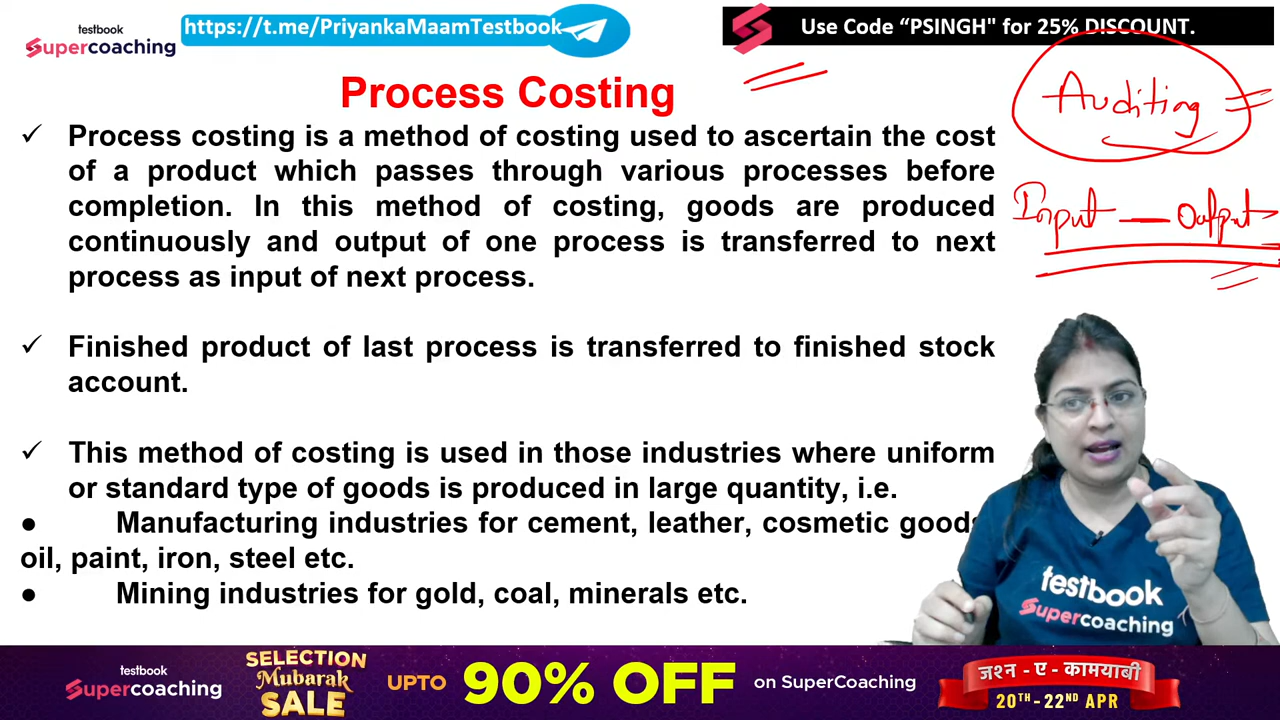 testbook
Supercoaching
https://t.me/PriyankaMaamTestbook
Use Code “PSINGH" for 25% DISCOUNT.
Process Costing
Auditing
Input — Output
✓ Process costing is a method of costing used to ascertain the cost
of a product which passes through various processes before
completion. In this method of costing, goods are produced
continuously and output of one process is transferred to next
process as input of next process.
✓ Finished product of last process is transferred to finished stock
account.
✓ This method of costing is used in those industries where uniform
or standard type of goods is produced in large quantity, i.e.
● Manufacturing industries for cement, leather, cosmetic goods
oil, paint, iron, steel etc.
● Mining industries for gold, coal, minerals etc.
testbook
Supercoaching
testbook
Supercoaching
SELECTION
Mubarak
SALE
UPTO 90% OFF on SuperCoaching
जश्न - ए - कामयाबी
20TH-22ND APR